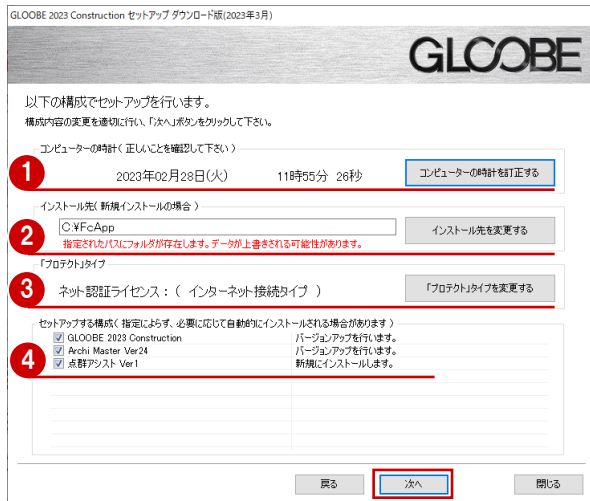 GLOOBE 2023 Construction セットアップ ダウンロード版(2023年3月)
GLOOBE
以下の構成でセットアップを行います。
構成内容の変更を適切に行い、「次へ」ボタンをクリックして下さい。
コンピューターの時計( 正しいことを確認して下さい )
1
2023年02月28日(火) 11時55分 26秒
コンピューターの時計を訂正する
インストール先( 新規インストールの場合 )
2
C:¥FcApp
インストール先を変更する
指定されたパスにフォルダが存在します。データが上書きされる可能性があります。
「プロテクト」タイプ
3
ネット認証ライセンス : ( インターネット接続タイプ )
「プロテクト」タイプを変更する
セットアップする構成( 指定によらず、必要に応じて自動的にインストールされる場合があります )
4
GLOOBE 2023 Construction バージョンアップを行います。
Archi Master Ver24 バージョンアップを行います。
点群アシスト Ver1 新規にインストールします。
戻る 次へ 閉じる